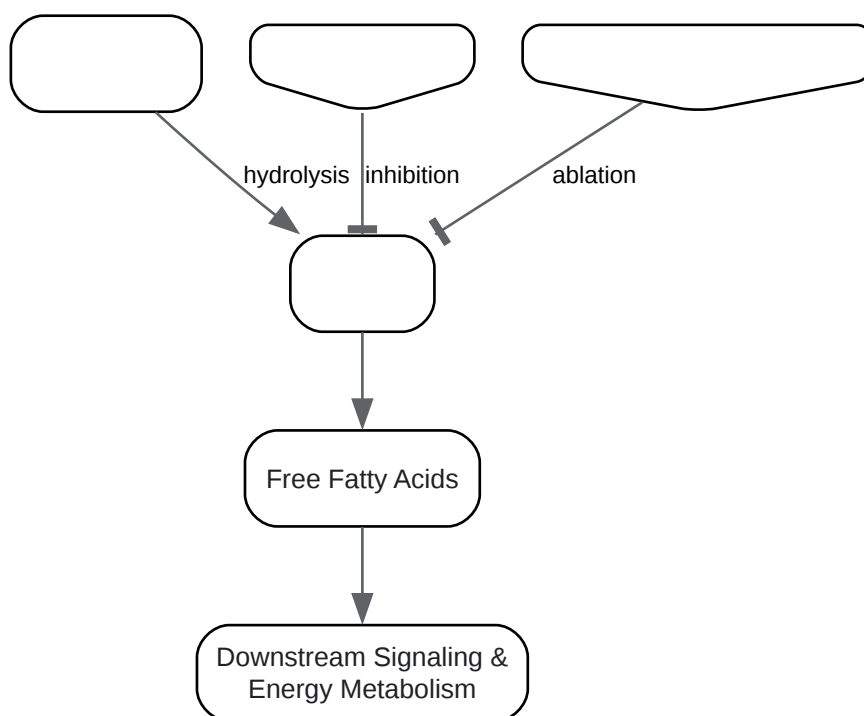 hydrolysis
inhibition
ablation
Free Fatty Acids
Downstream Signaling &
Energy Metabolism